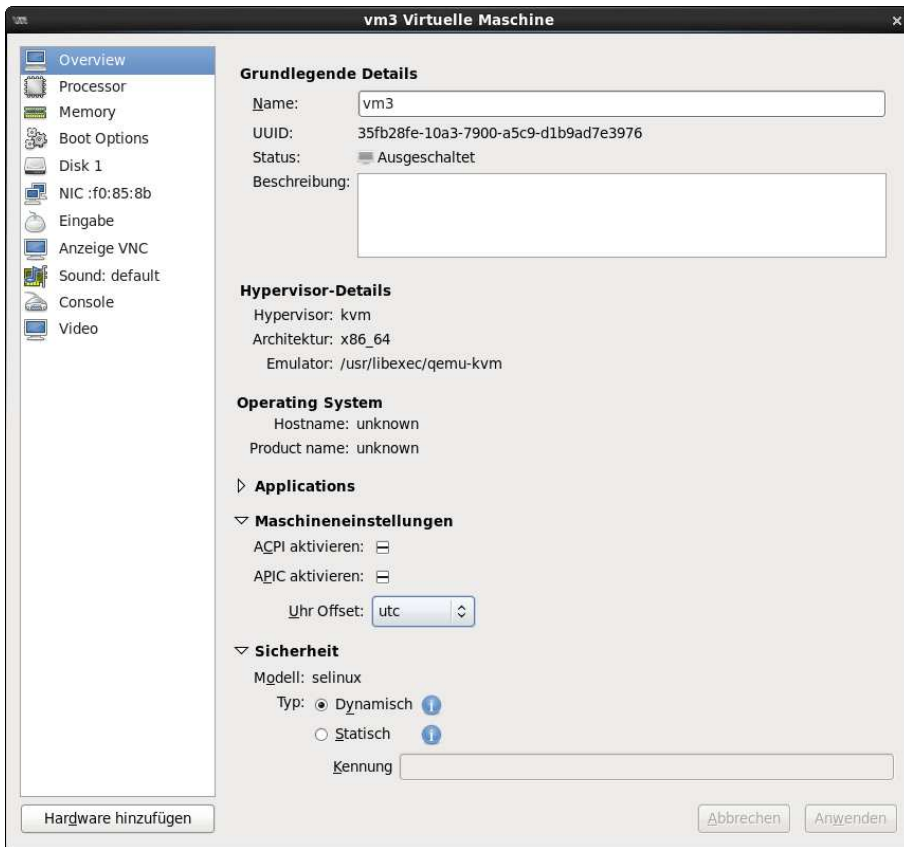 vm3 Virtuelle Maschine
Overview
Processor
Memory
Boot Options
Disk 1
NIC :f0:85:8b
Eingabe
Anzeige VNC
Sound: default
Console
Video
Hardware hinzufügen
Grundlegende Details
Name: vm3
UUID: 35fb28fe-10a3-7900-a5c9-d1b9ad7e3976
Status: Ausgeschaltet
Beschreibung:
Hypervisor-Details
Hypervisor: kvm
Architektur: x86_64
Emulator: /usr/libexec/qemu-kvm
Operating System
Hostname: unknown
Product name: unknown
Applications
Maschineneinstellungen
ACPI aktivieren:
APIC aktivieren:
Uhr Offset: utc
Sicherheit
Modell: selinux
Typ: Dynamisch
Statisch
Kennung
Abbrechen Anwenden